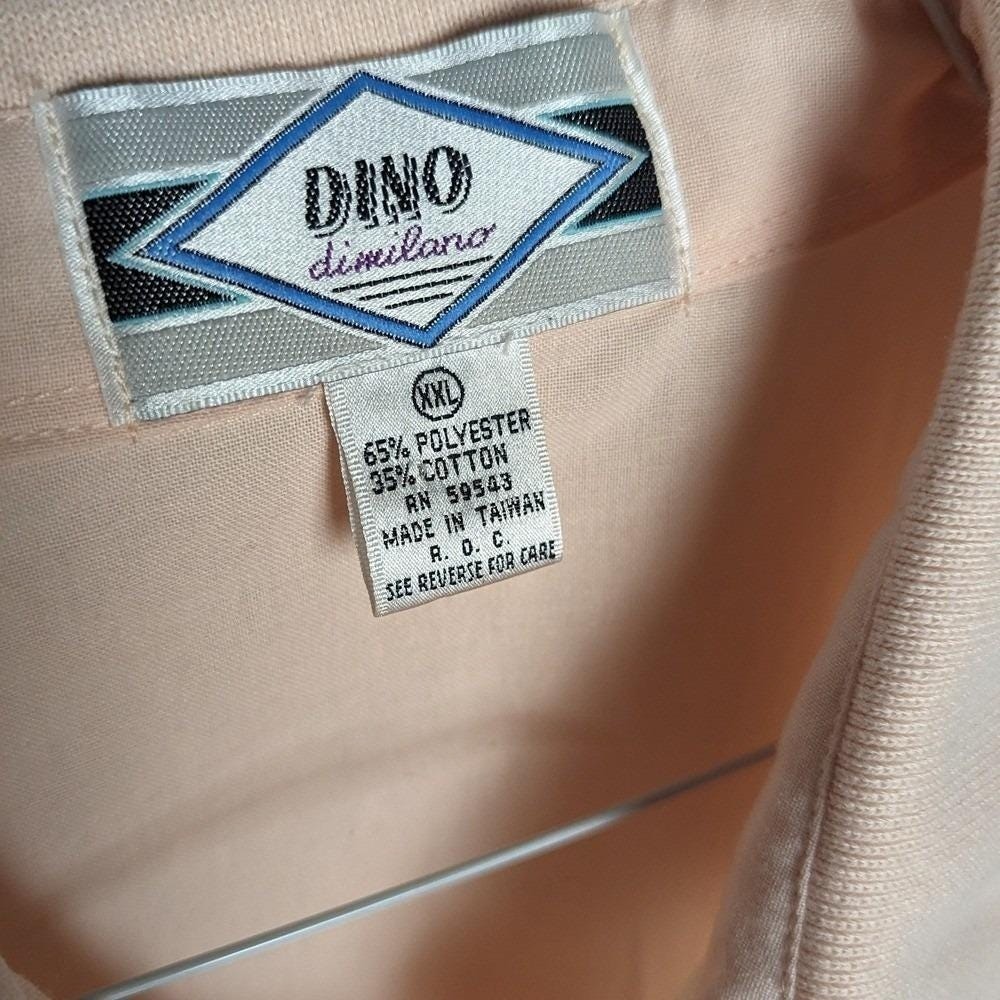 DINO
dimilano
XXL
65% POLYESTER
35% COTTON
RN 59543
MADE IN TAIWAN
R. O. C.
SEE REVERSE FOR CARE